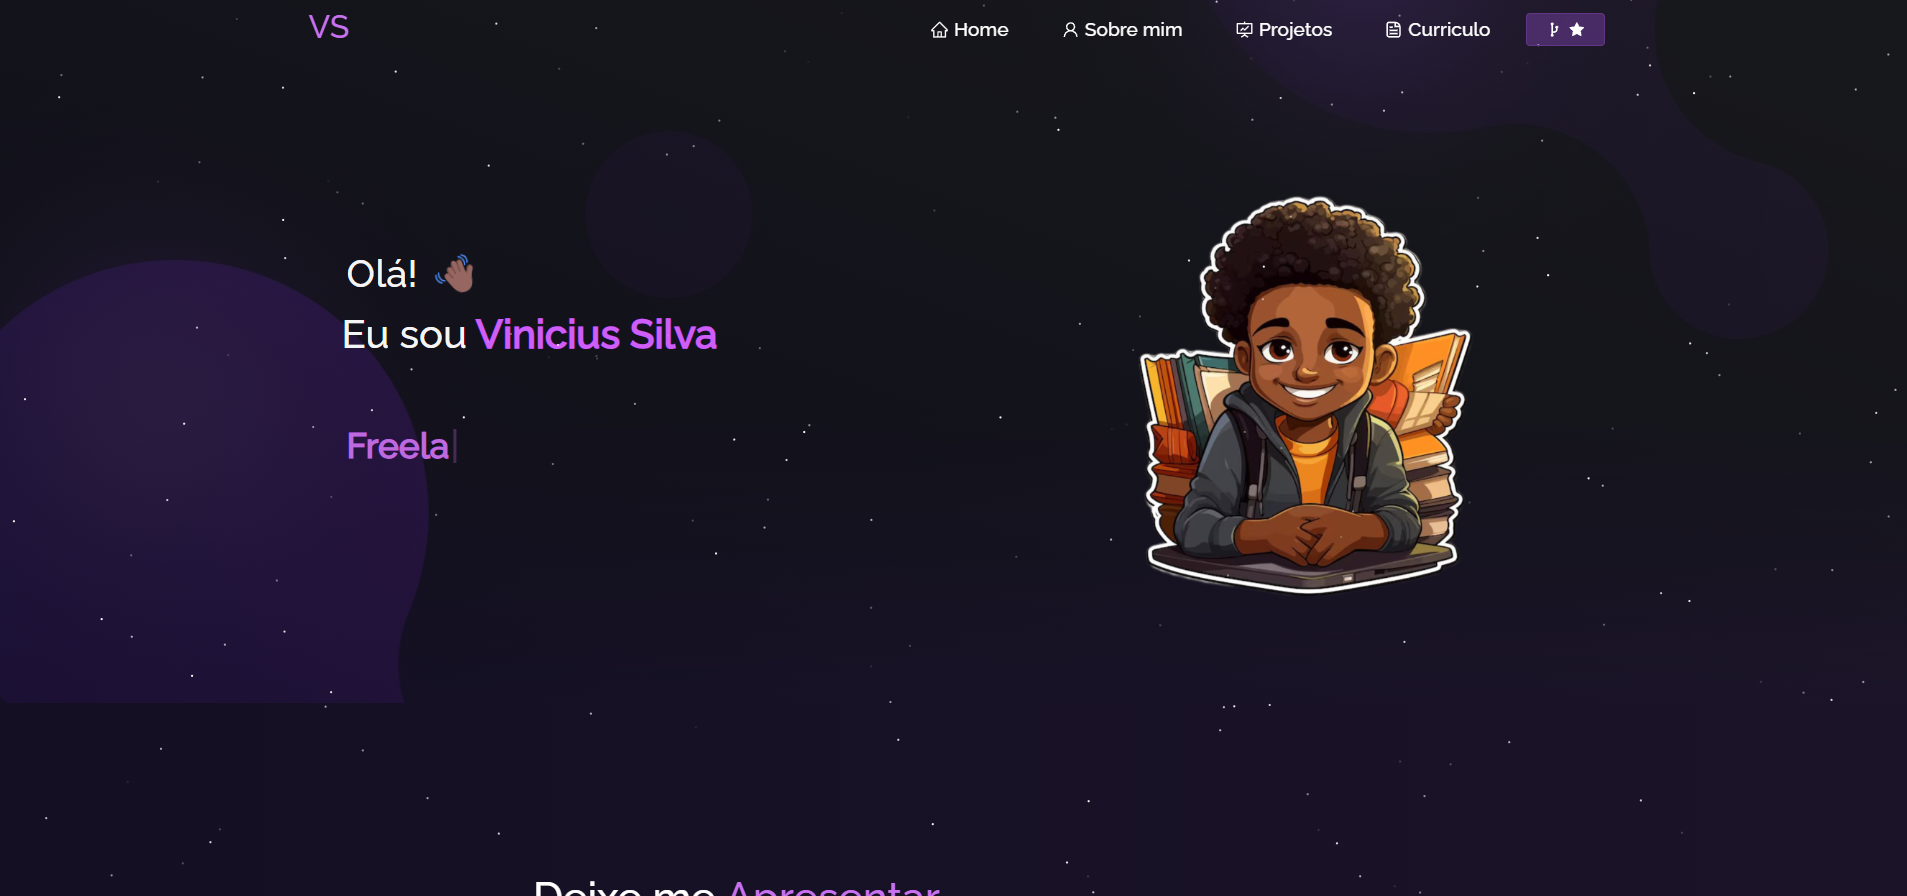 VS
Home
Sobre mim
Projetos
Curriculo
Olá!
Eu sou Vinicius Silva
Freela
Deixe me Apresentar